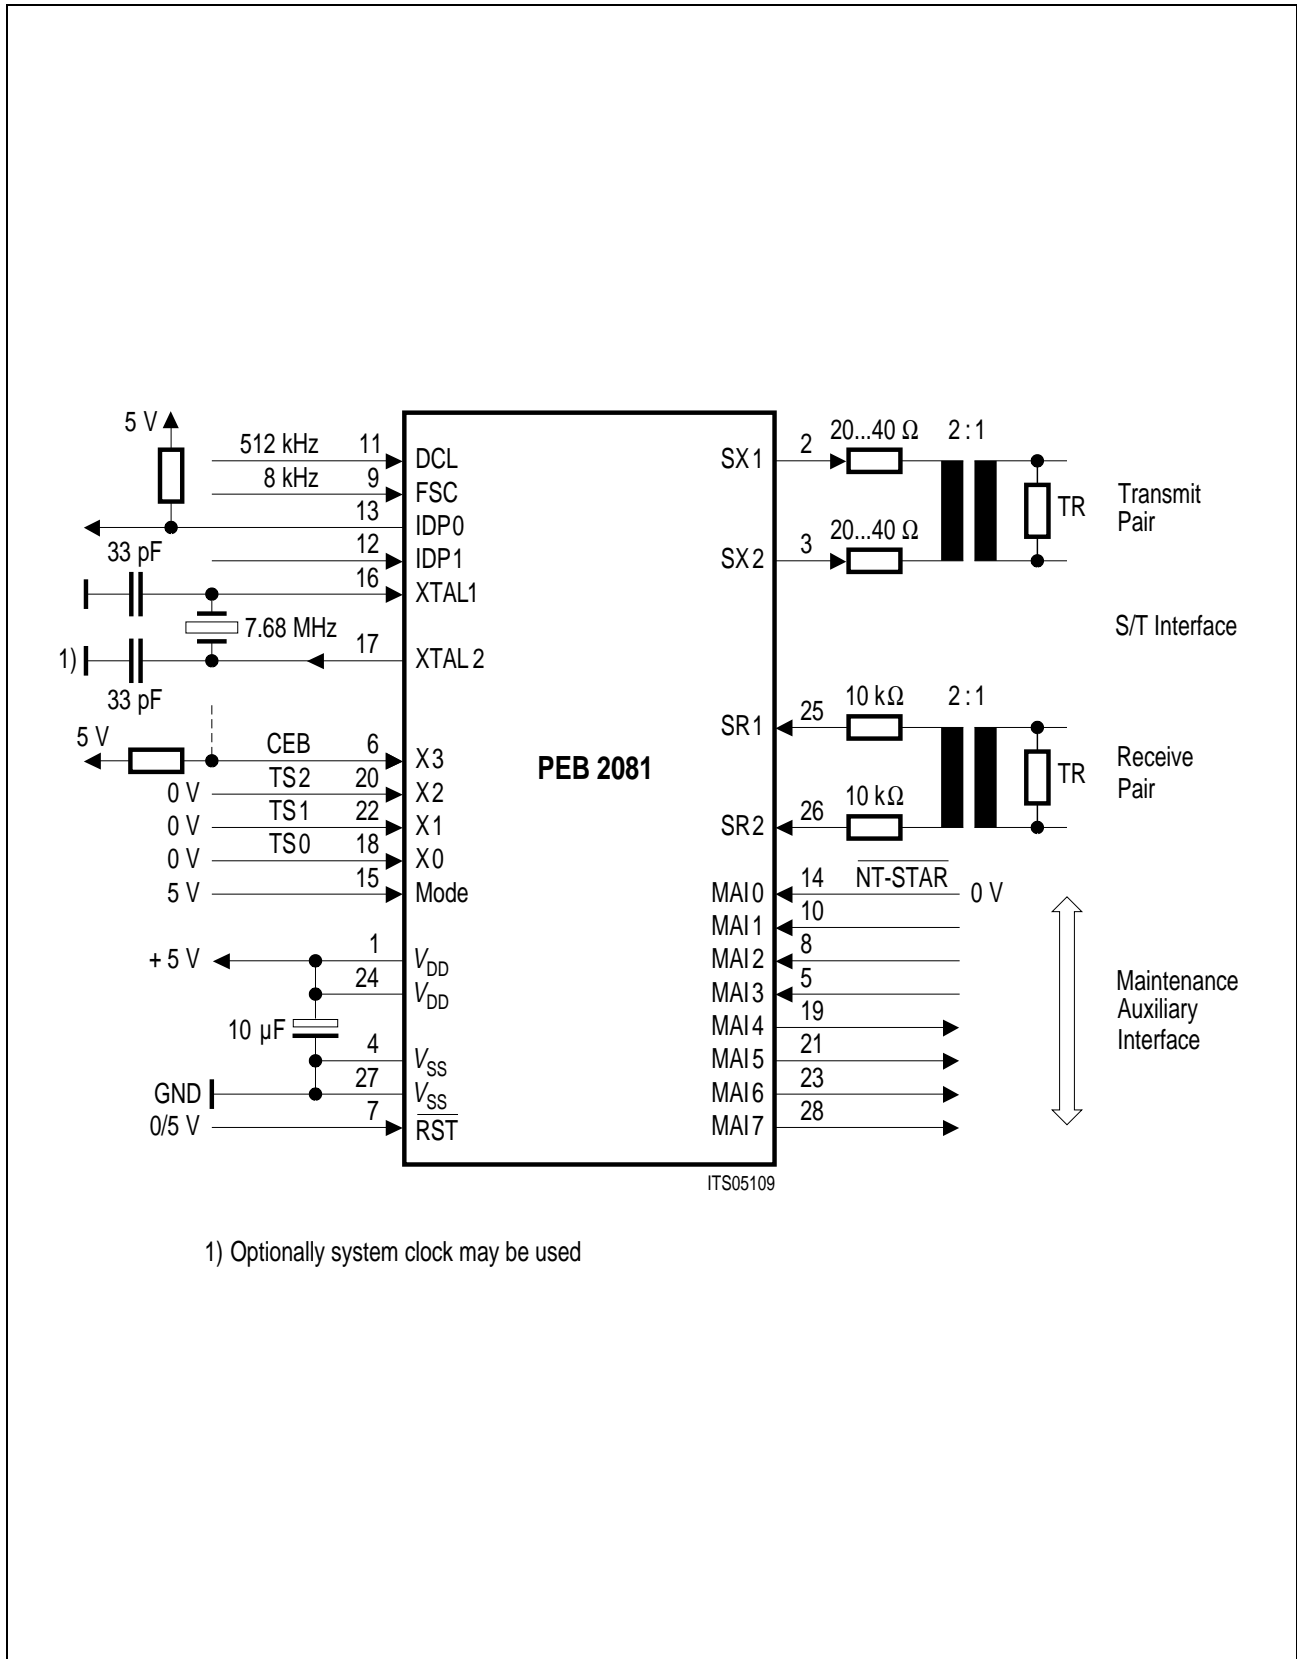 5 V
512 kHz 11 DCL
8 kHz 9 FSC
13 IDP0
12 IDP1
33 pF
16 XTAL1
7.68 MHz
1) 17 XTAL2
33 pF
5 V CEB 6 X3
0 V TS2 20 X2
0 V TS1 22 X1
0 V TS0 18 X0
5 V 15 Mode
+ 5 V 1 VDD
24 VDD
10 µF
4 VSS
GND 27 VSS
0/5 V 7 RST
PEB 2081
SX1 2 20...40 Ω 2 : 1
TR Transmit
Pair
SX2 3 20...40 Ω
S/T Interface
SR1 25 10 kΩ 2 : 1
TR Receive
Pair
SR2 26 10 kΩ
MAI0 14 NT-STAR 0 V
MAI1 10
MAI2 8
MAI3 5
MAI4 19
MAI5 21
MAI6 23
MAI7 28
Maintenance
Auxiliary
Interface
ITS05109
1) Optionally system clock may be used